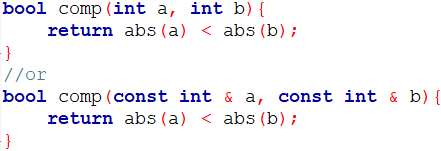 bool comp(int a, int b){
    return abs(a) < abs(b);
}
//or
bool comp(const int & a, const int & b){
    return abs(a) < abs(b);
}